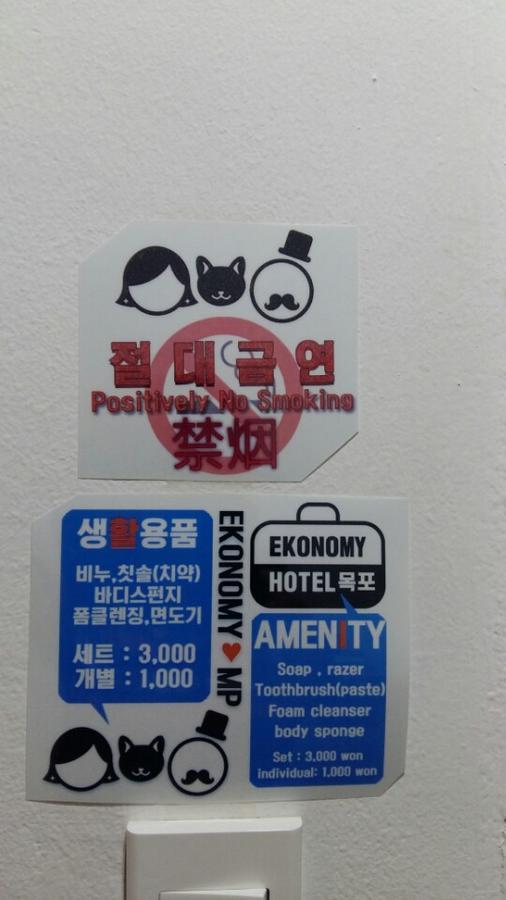 절대금연
Positively No Smoking
禁烟
생활용품
비누,칫솔(치약)
바디스펀지
폼클렌징,면도기
세트 : 3,000
개별 : 1,000
EKONOMY♥MP
EKONOMY
HOTEL목포
AMENITY
Soap , razer
Toothbrush(paste)
Foam cleanser
body sponge
Set : 3,000 won
individual: 1,000 won